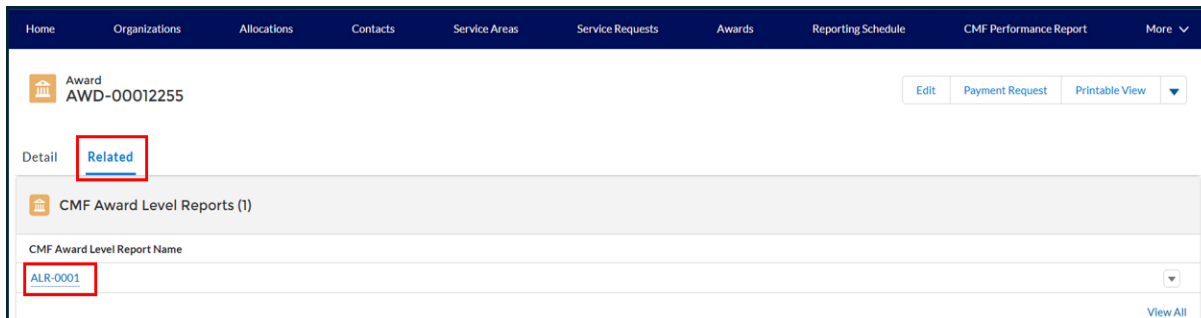 Home Organizations Allocations Contacts Service Areas Service Requests Awards Reporting Schedule CMF Performance Report More
Award
AWD-00012255
Edit Payment Request Printable View
Detail Related
CMF Award Level Reports (1)
CMF Award Level Report Name
ALR-0001
View All